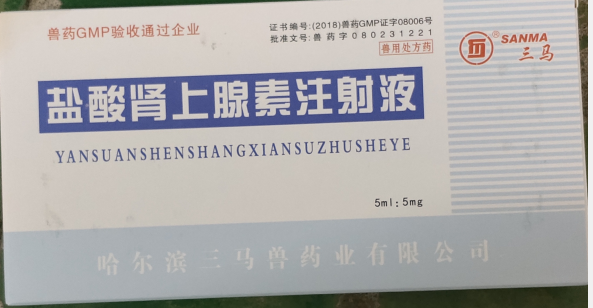 兽药GMP验收通过企业
证书编号:(2018)兽药GMP证字08006号
批准文号:兽药字080231221
兽用处方药
SANMA
三马
盐酸肾上腺素注射液
YANSUANSHENSHANGXIANSUZHUSHEYE
5ml:5mg
哈尔滨三马兽药业有限公司